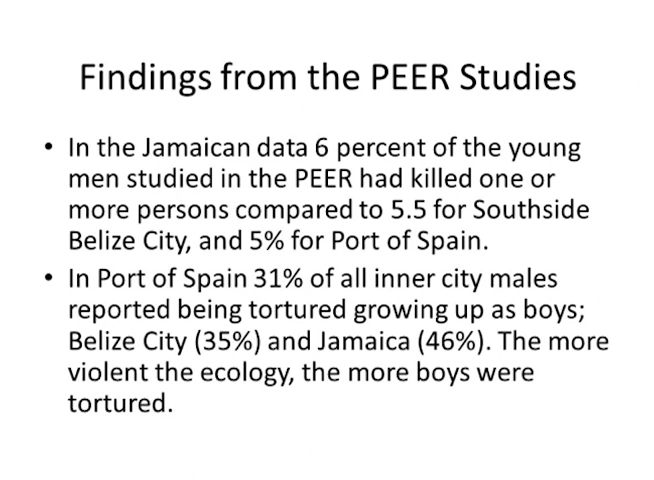 Findings from the PEER Studies
• In the Jamaican data 6 percent of the young
men studied in the PEER had killed one or
more persons compared to 5.5 for Southside
Belize City, and 5% for Port of Spain.
• In Port of Spain 31% of all inner city males
reported being tortured growing up as boys;
Belize City (35%) and Jamaica (46%). The more
violent the ecology, the more boys were
tortured.